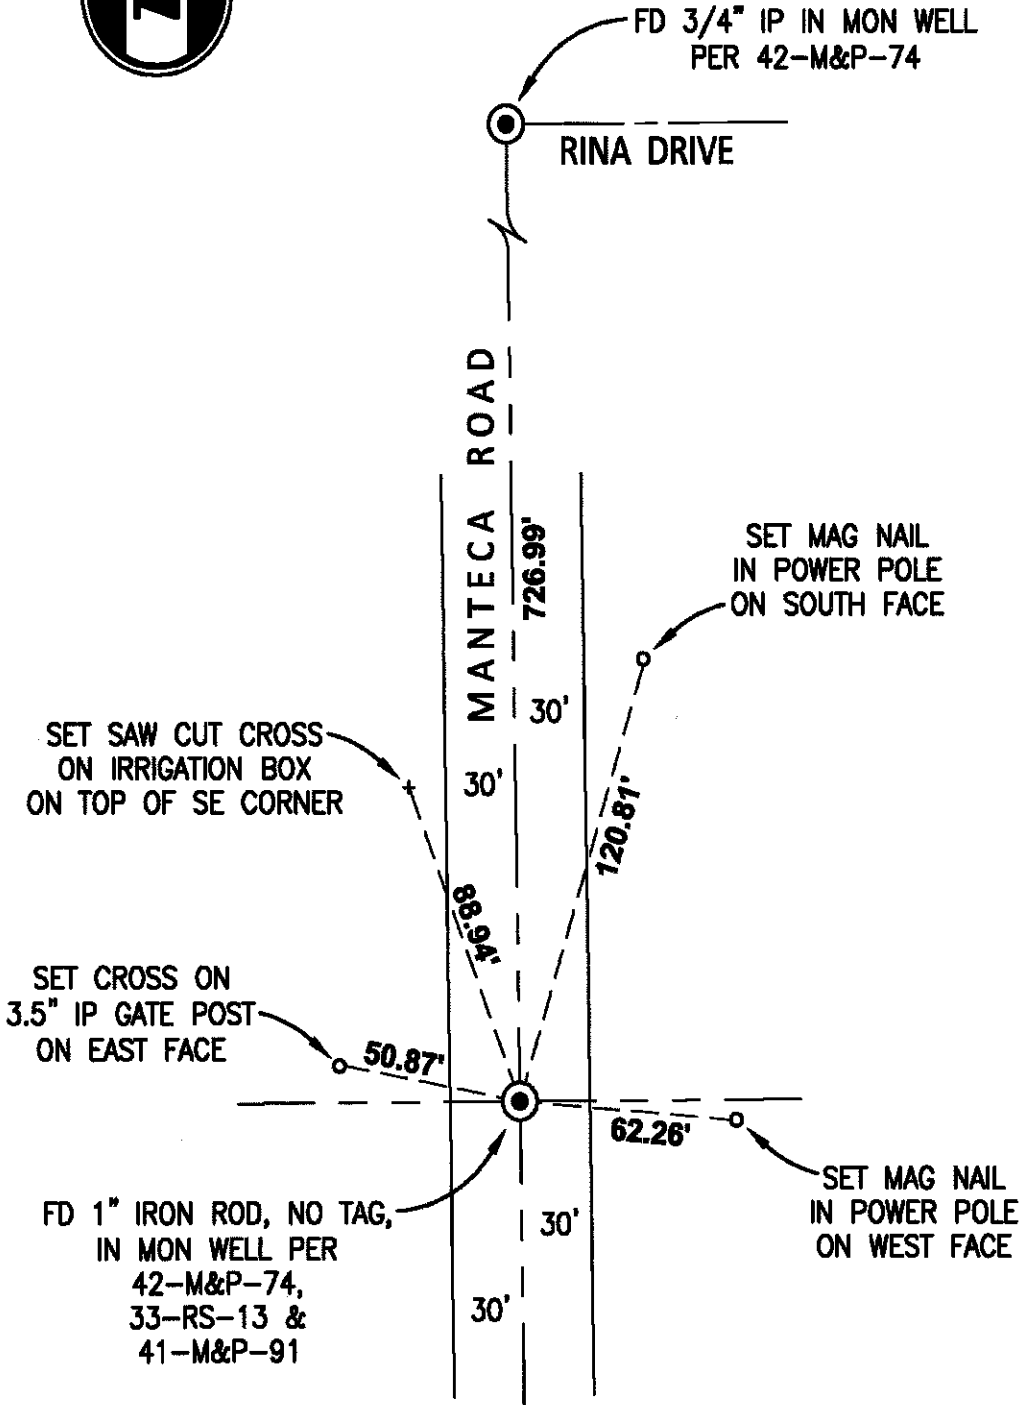 Z
FD 3/4" IP IN MON WELL
PER 42-M&P-74
RINA DRIVE
MANTECA ROAD
726.99'
SET MAG NAIL
IN POWER POLE
ON SOUTH FACE
30'
SET SAW CUT CROSS
ON IRRIGATION BOX
ON TOP OF SE CORNER
30'
120.81'
88.94'
SET CROSS ON
3.5" IP GATE POST
ON EAST FACE
50.87'
62.26'
SET MAG NAIL
IN POWER POLE
ON WEST FACE
FD 1" IRON ROD, NO TAG,
IN MON WELL PER
42-M&P-74,
33-RS-13 &
41-M&P-91
30'
30'